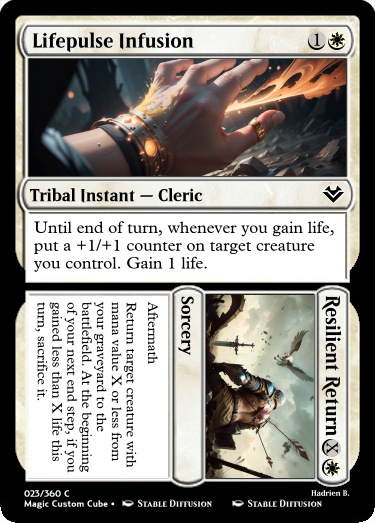 Lifepulse Infusion 1
Tribal Instant — Cleric
Until end of turn, whenever you gain life,
put a +1/+1 counter on target creature
you control. Gain 1 life.
Resilient Return X
Sorcery
Aftermath
Return target creature with
mana value X or less from
your graveyard to the
battlefield. At the beginning
of your next end step, if you
gained less than X life this
turn, sacrifice it.
023/360 C
Magic Custom Cube • Stable Diffusion Stable Diffusion
Hadrien B.